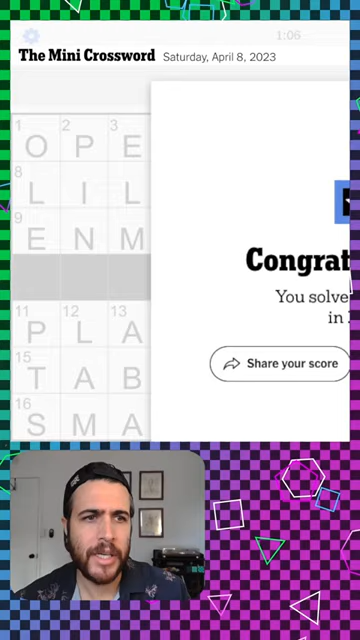 1:06
The Mini Crossword Saturday, April 8, 2023
1 2 3
O P E
8
L I L
9
E N M
11 12 13
P L A
15
T A B
16
S M A
Congrat
You solve
in
Share your score